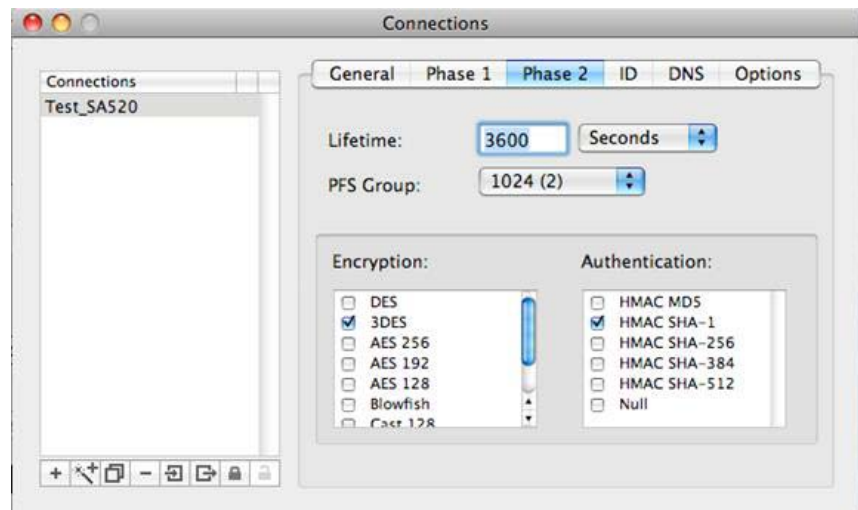 Connections
Connections
Test_SA520
General Phase 1 Phase 2 ID DNS Options
Lifetime: 3600 Seconds
PFS Group: 1024 (2)
Encryption:
DES
3DES
AES 256
AES 192
AES 128
Blowfish
Cast 128
Authentication:
HMAC MD5
HMAC SHA-1
HMAC SHA-256
HMAC SHA-384
HMAC SHA-512
Null